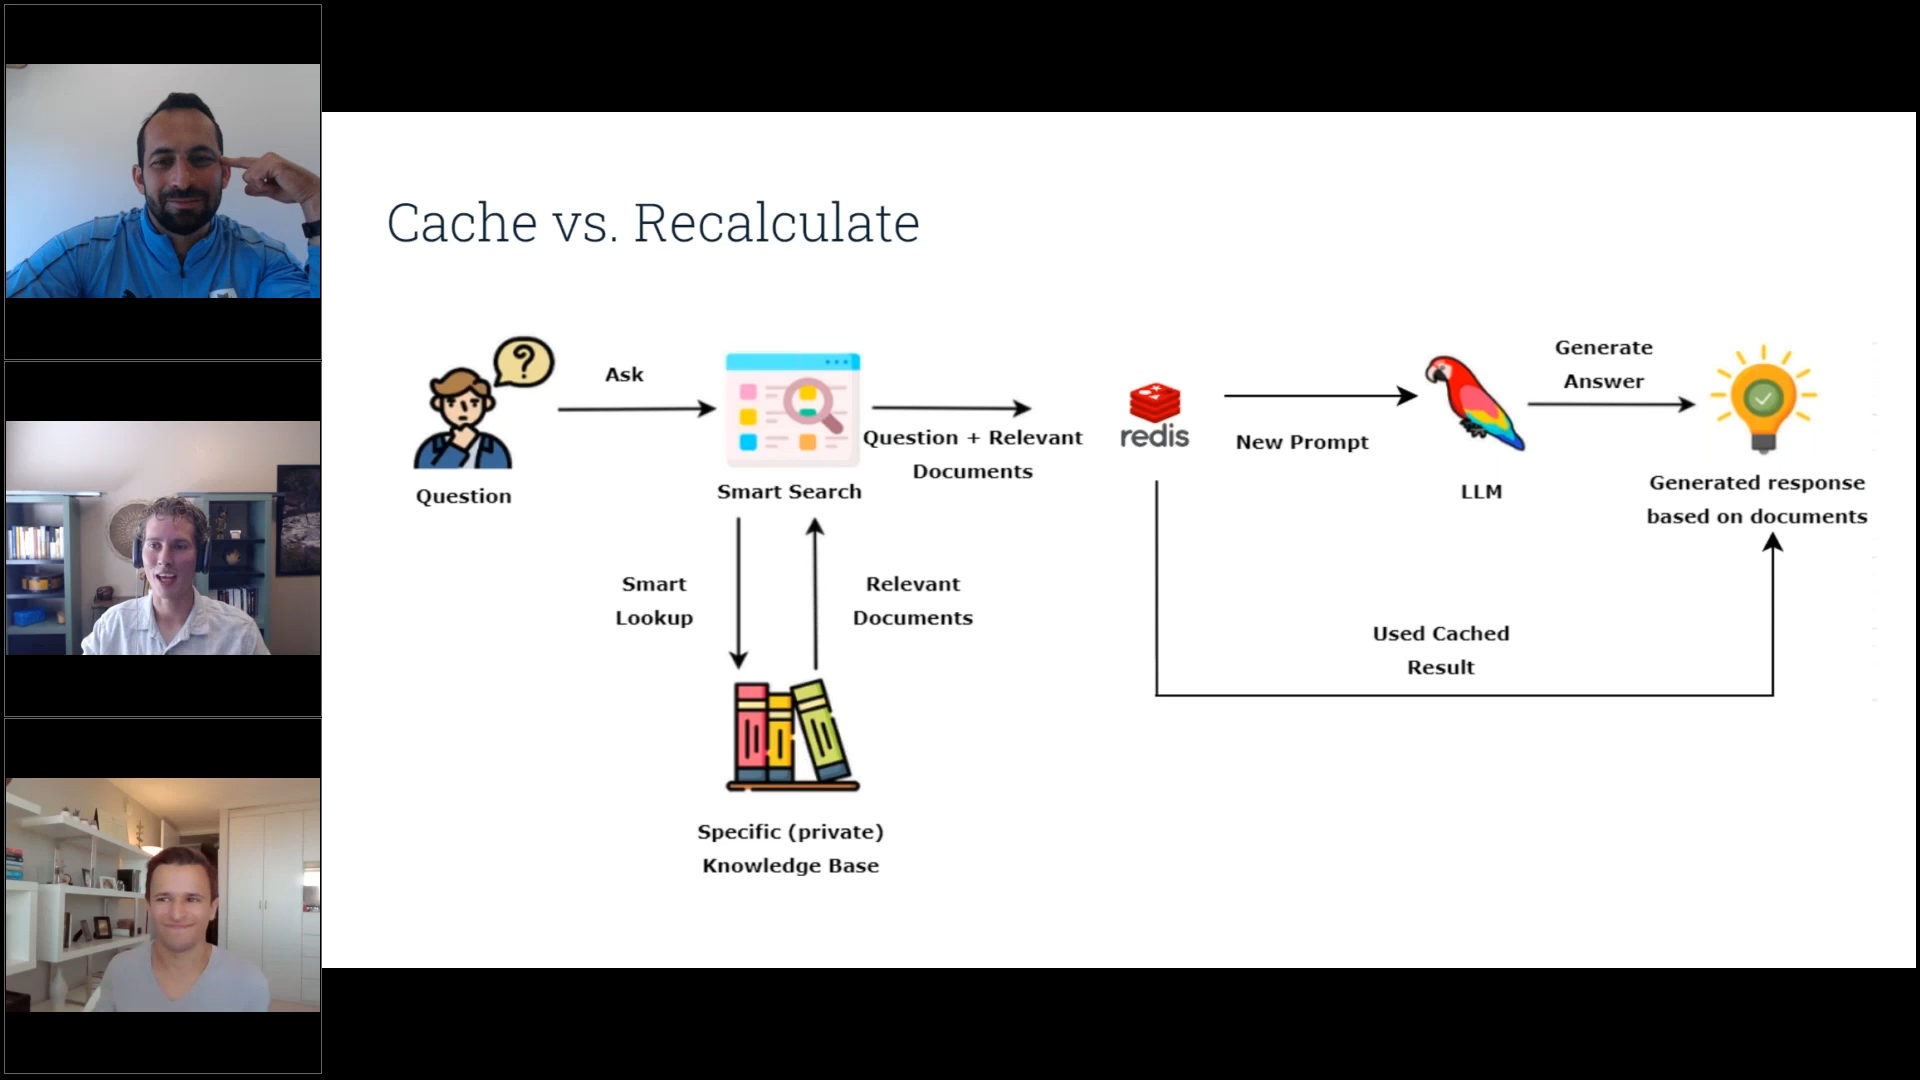 Cache vs. Recalculate
?
Ask
Question
Smart Search
Question + Relevant
Documents
Smart
Lookup
Relevant
Documents
Specific (private)
Knowledge Base
redis
New Prompt
LLM
Generate
Answer
Generated response
based on documents
Used Cached
Result